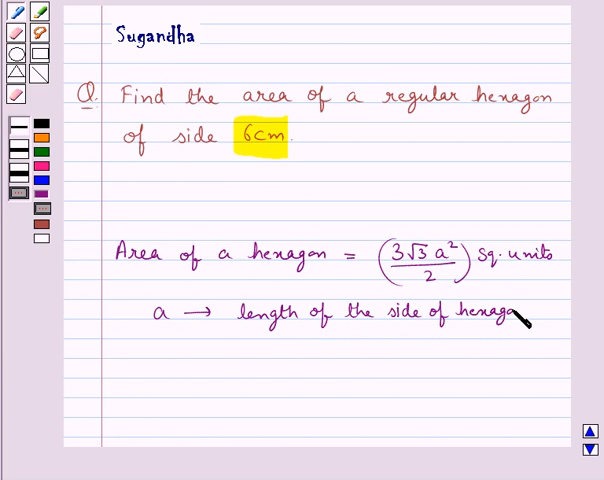 Sugandha
Q. Find the area of a regular hexagon
of side 6cm.
Area of a hexagon = (3√3 a²/2) Sq. units
a → length of the side of hexago